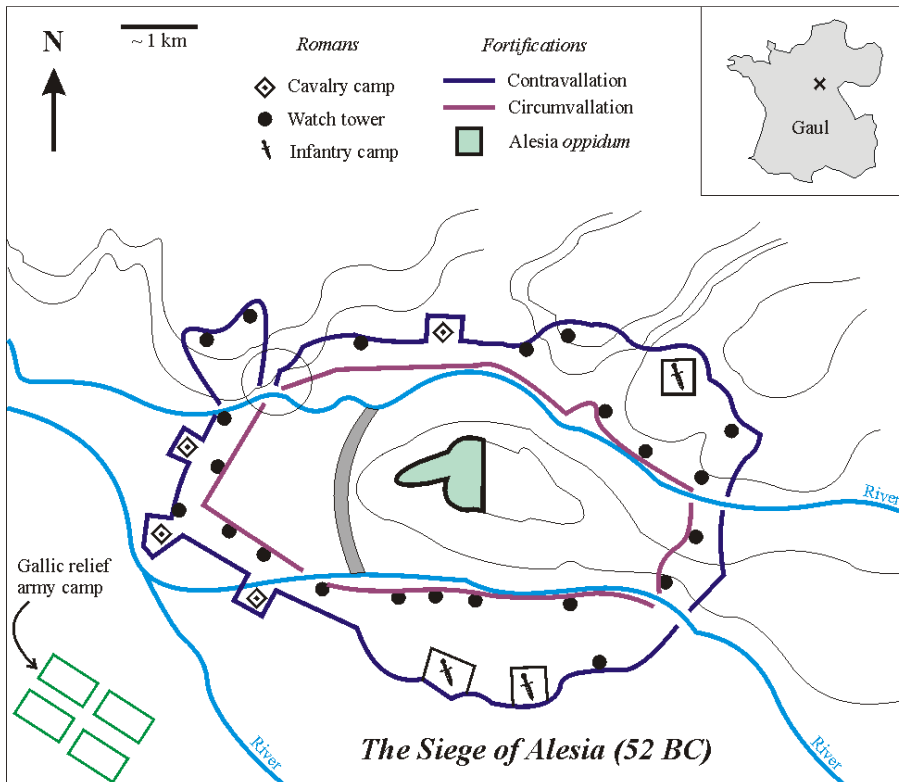 N
~ 1 km
Romans
Cavalry camp
Watch tower
Infantry camp
Fortifications
Contravallation
Circumvallation
Alesia oppidum
Gaul
River
Gallic relief
army camp
River
River
The Siege of Alesia (52 BC)